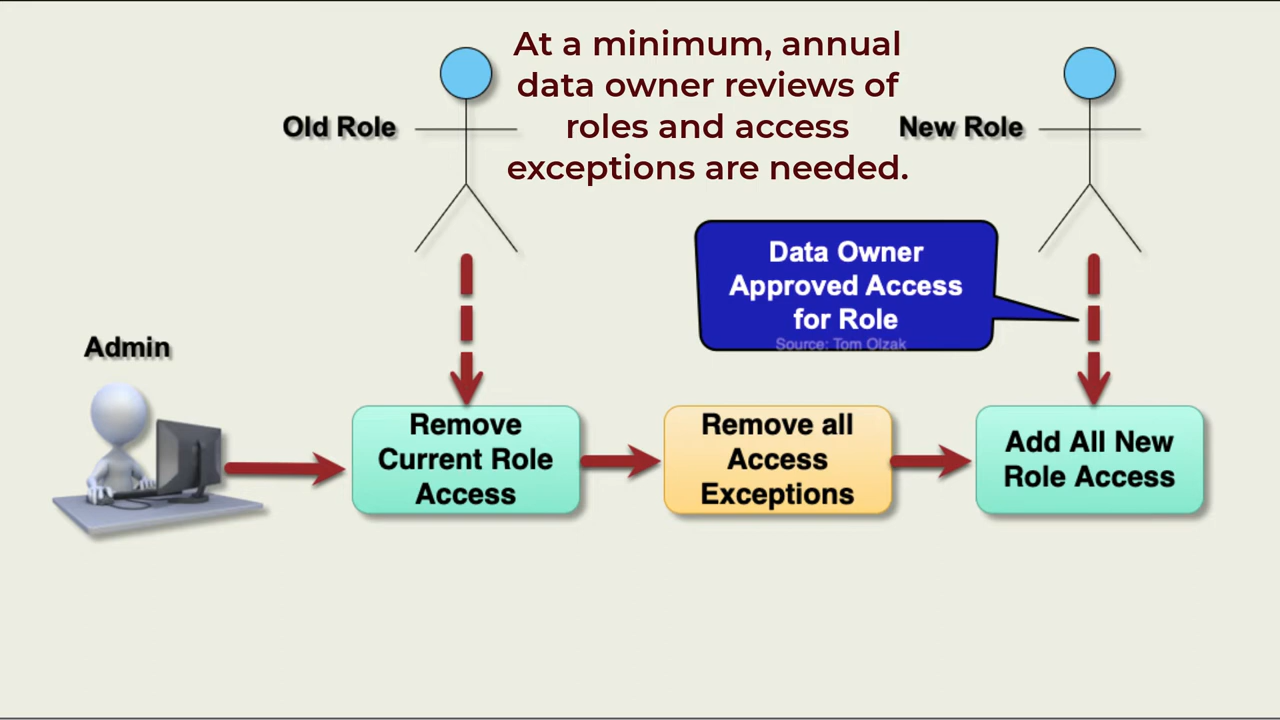 At a minimum, annual
data owner reviews of
roles and access
exceptions are needed.
Old Role
New Role
Data Owner
Approved Access
for Role
Source: Tom Olzak
Admin
Remove
Current Role
Access
Remove all
Access
Exceptions
Add All New
Role Access